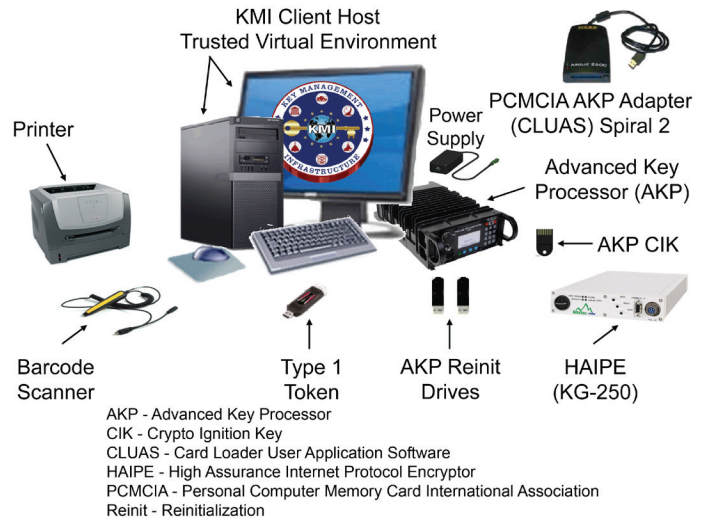 KMI Client Host
Trusted Virtual Environment
PCMCIA AKP Adapter
(CLUAS) Spiral 2
Printer
KEY MANAGEMENT
KMI
INFRASTRUCTURE
Power
Supply
Advanced Key
Processor (AKP)
AKP CIK
Barcode
Scanner
Type 1
Token
AKP Reinit
Drives
HAIPE
(KG-250)
AKP - Advanced Key Processor
CIK - Crypto Ignition Key
CLUAS - Card Loader User Application Software
HAIPE - High Assurance Internet Protocol Encryptor
PCMCIA - Personal Computer Memory Card International Association
Reinit - Reinitialization